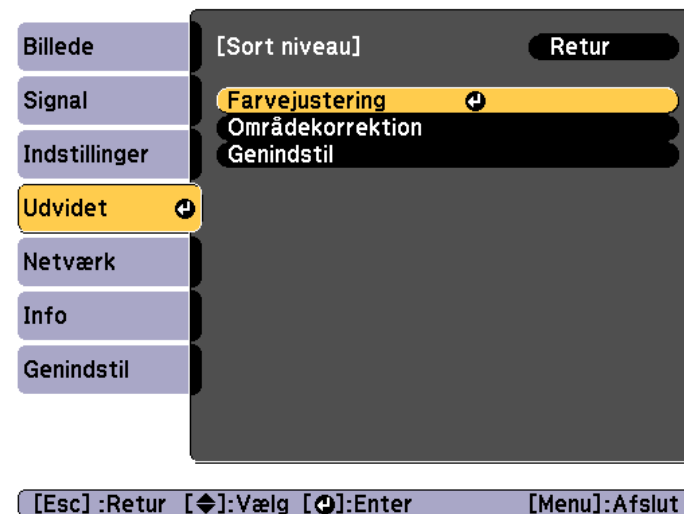 Billede
Signal
Indstillinger
Udvidet
Netværk
Info
Genindstil
[Sort niveau] Retur
Farvejustering
Områdekorrektion
Genindstil
[Esc] :Retur [◆]:Vælg [↵]:Enter [Menu]:Afslut